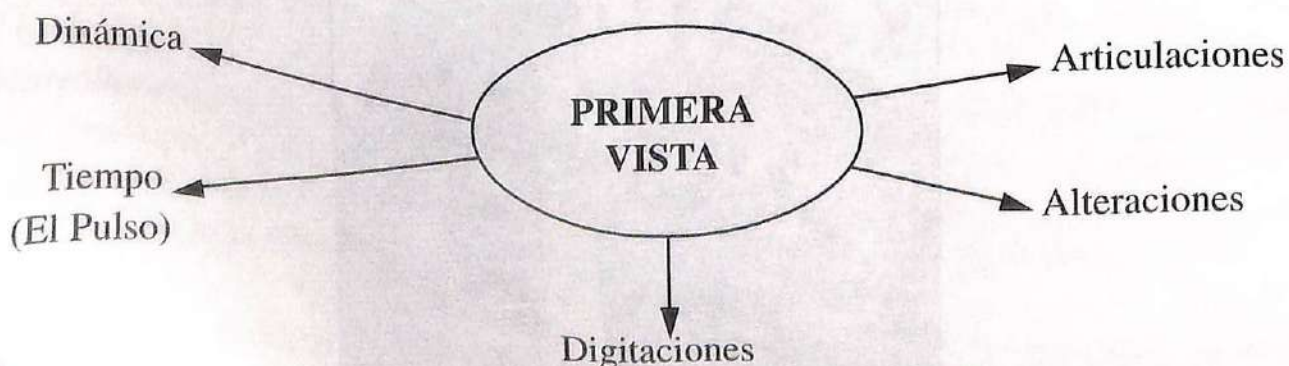 Dinámica
PRIMERA
VISTA
Articulaciones
Tiempo
(El Pulso)
Alteraciones
Digitaciones